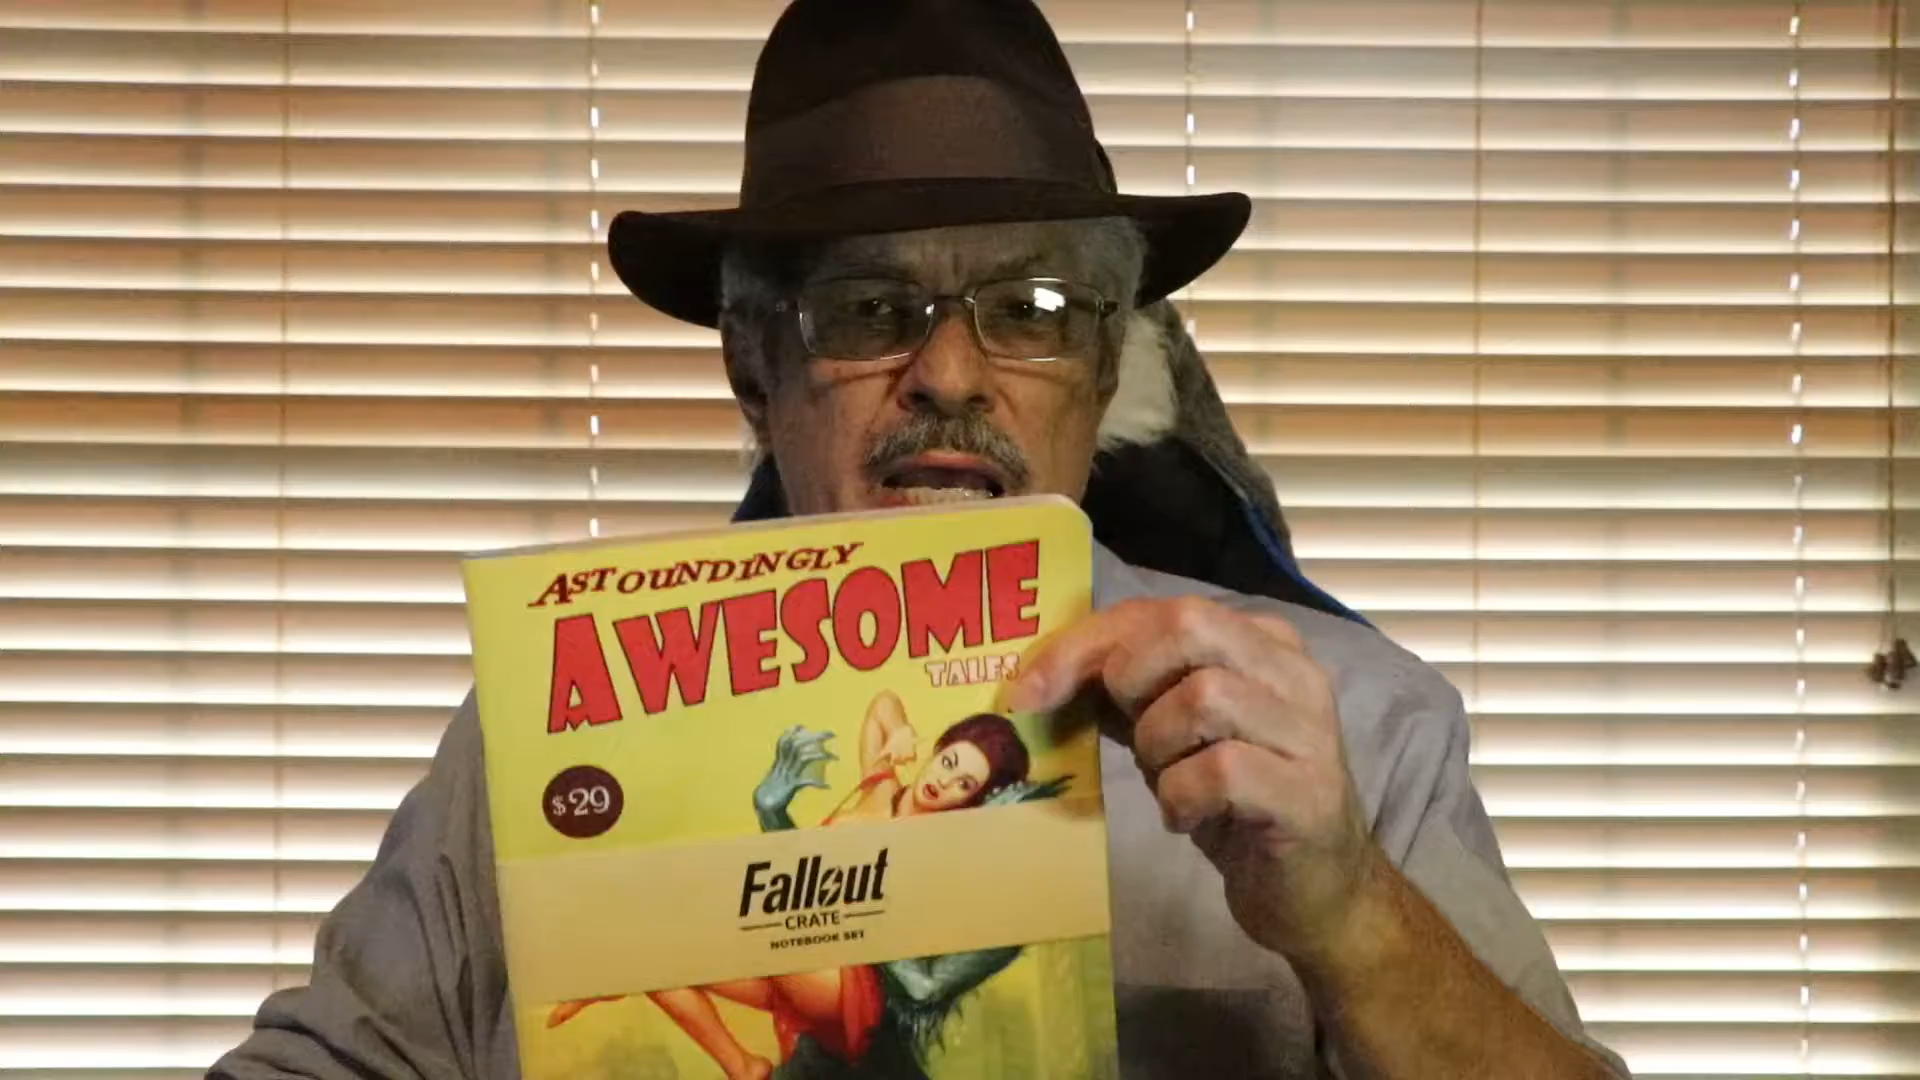 ASTOUNDINGLY
AWESOME
TALES
$29
Fallout
CRATE
NOTEBOOK SET